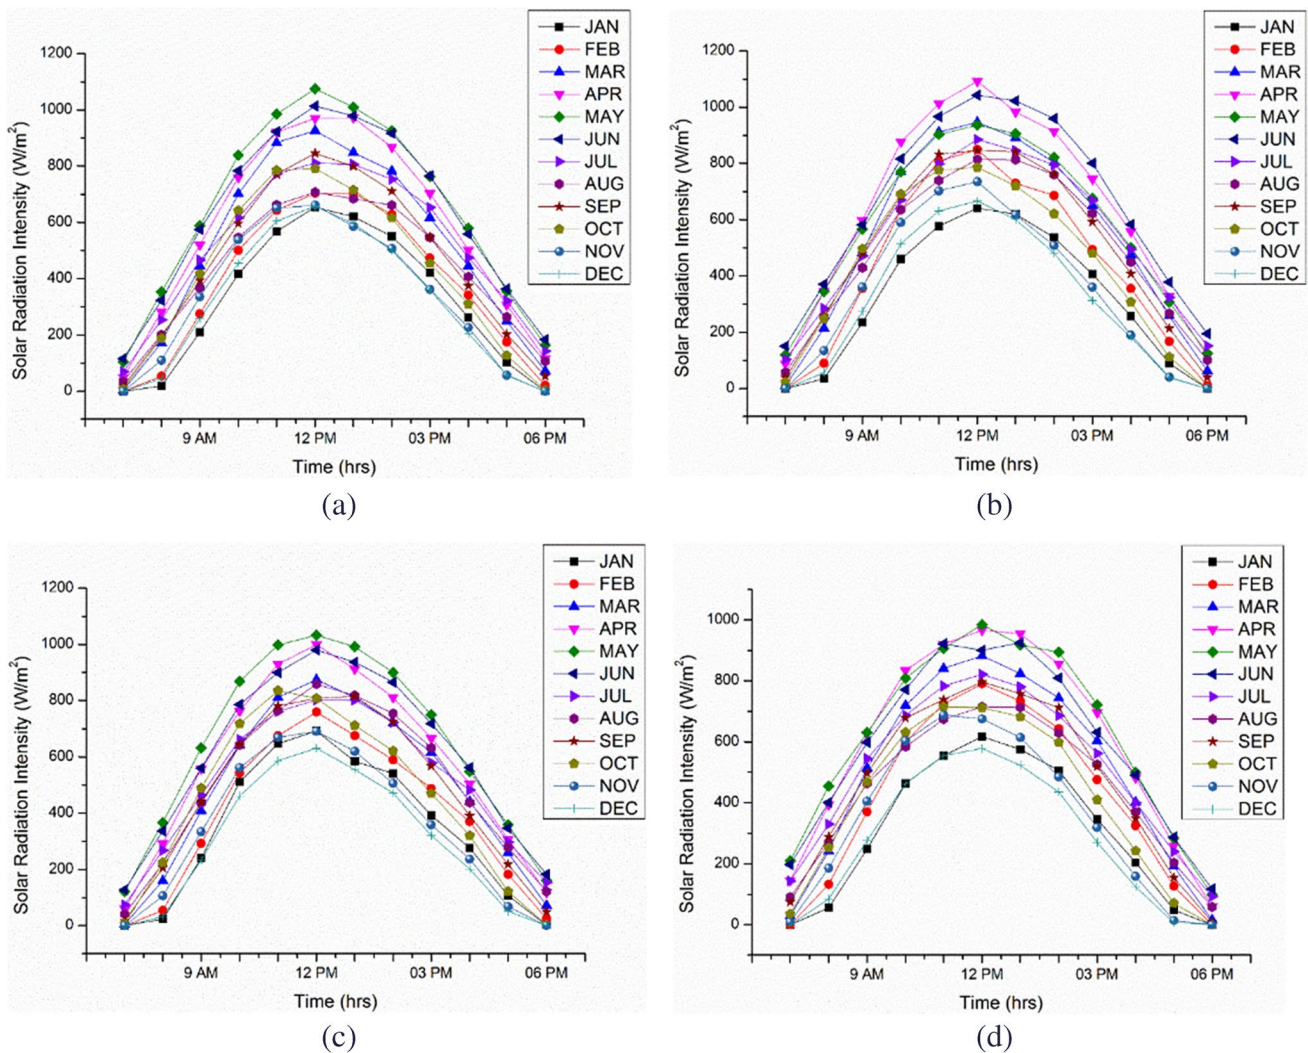 JAN
FEB
MAR
APR
MAY
JUN
JUL
AUG
SEP
OCT
NOV
DEC
1200
1000
800
600
400
200
0
Solar Radiation Intensity (W/m²)
9 AM 12 PM 03 PM 06 PM
Time (hrs)
(a)
JAN
FEB
MAR
APR
MAY
JUN
JUL
AUG
SEP
OCT
NOV
DEC
1200
1000
800
600
400
200
0
Solar Radiation Intensity (W/m²)
9 AM 12 PM 03 PM 06 PM
Time (hrs)
(b)
JAN
FEB
MAR
APR
MAY
JUN
JUL
AUG
SEP
OCT
NOV
DEC
1200
1000
800
600
400
200
0
Solar Radiation Intensity (W/m²)
9 AM 12 PM 03 PM 06 PM
Time (hrs)
(c)
JAN
FEB
MAR
APR
MAY
JUN
JUL
AUG
SEP
OCT
NOV
DEC
1000
800
600
400
200
0
Solar Radiation Intensity (W/m²)
9 AM 12 PM 03 PM 06 PM
Time (hrs)
(d)